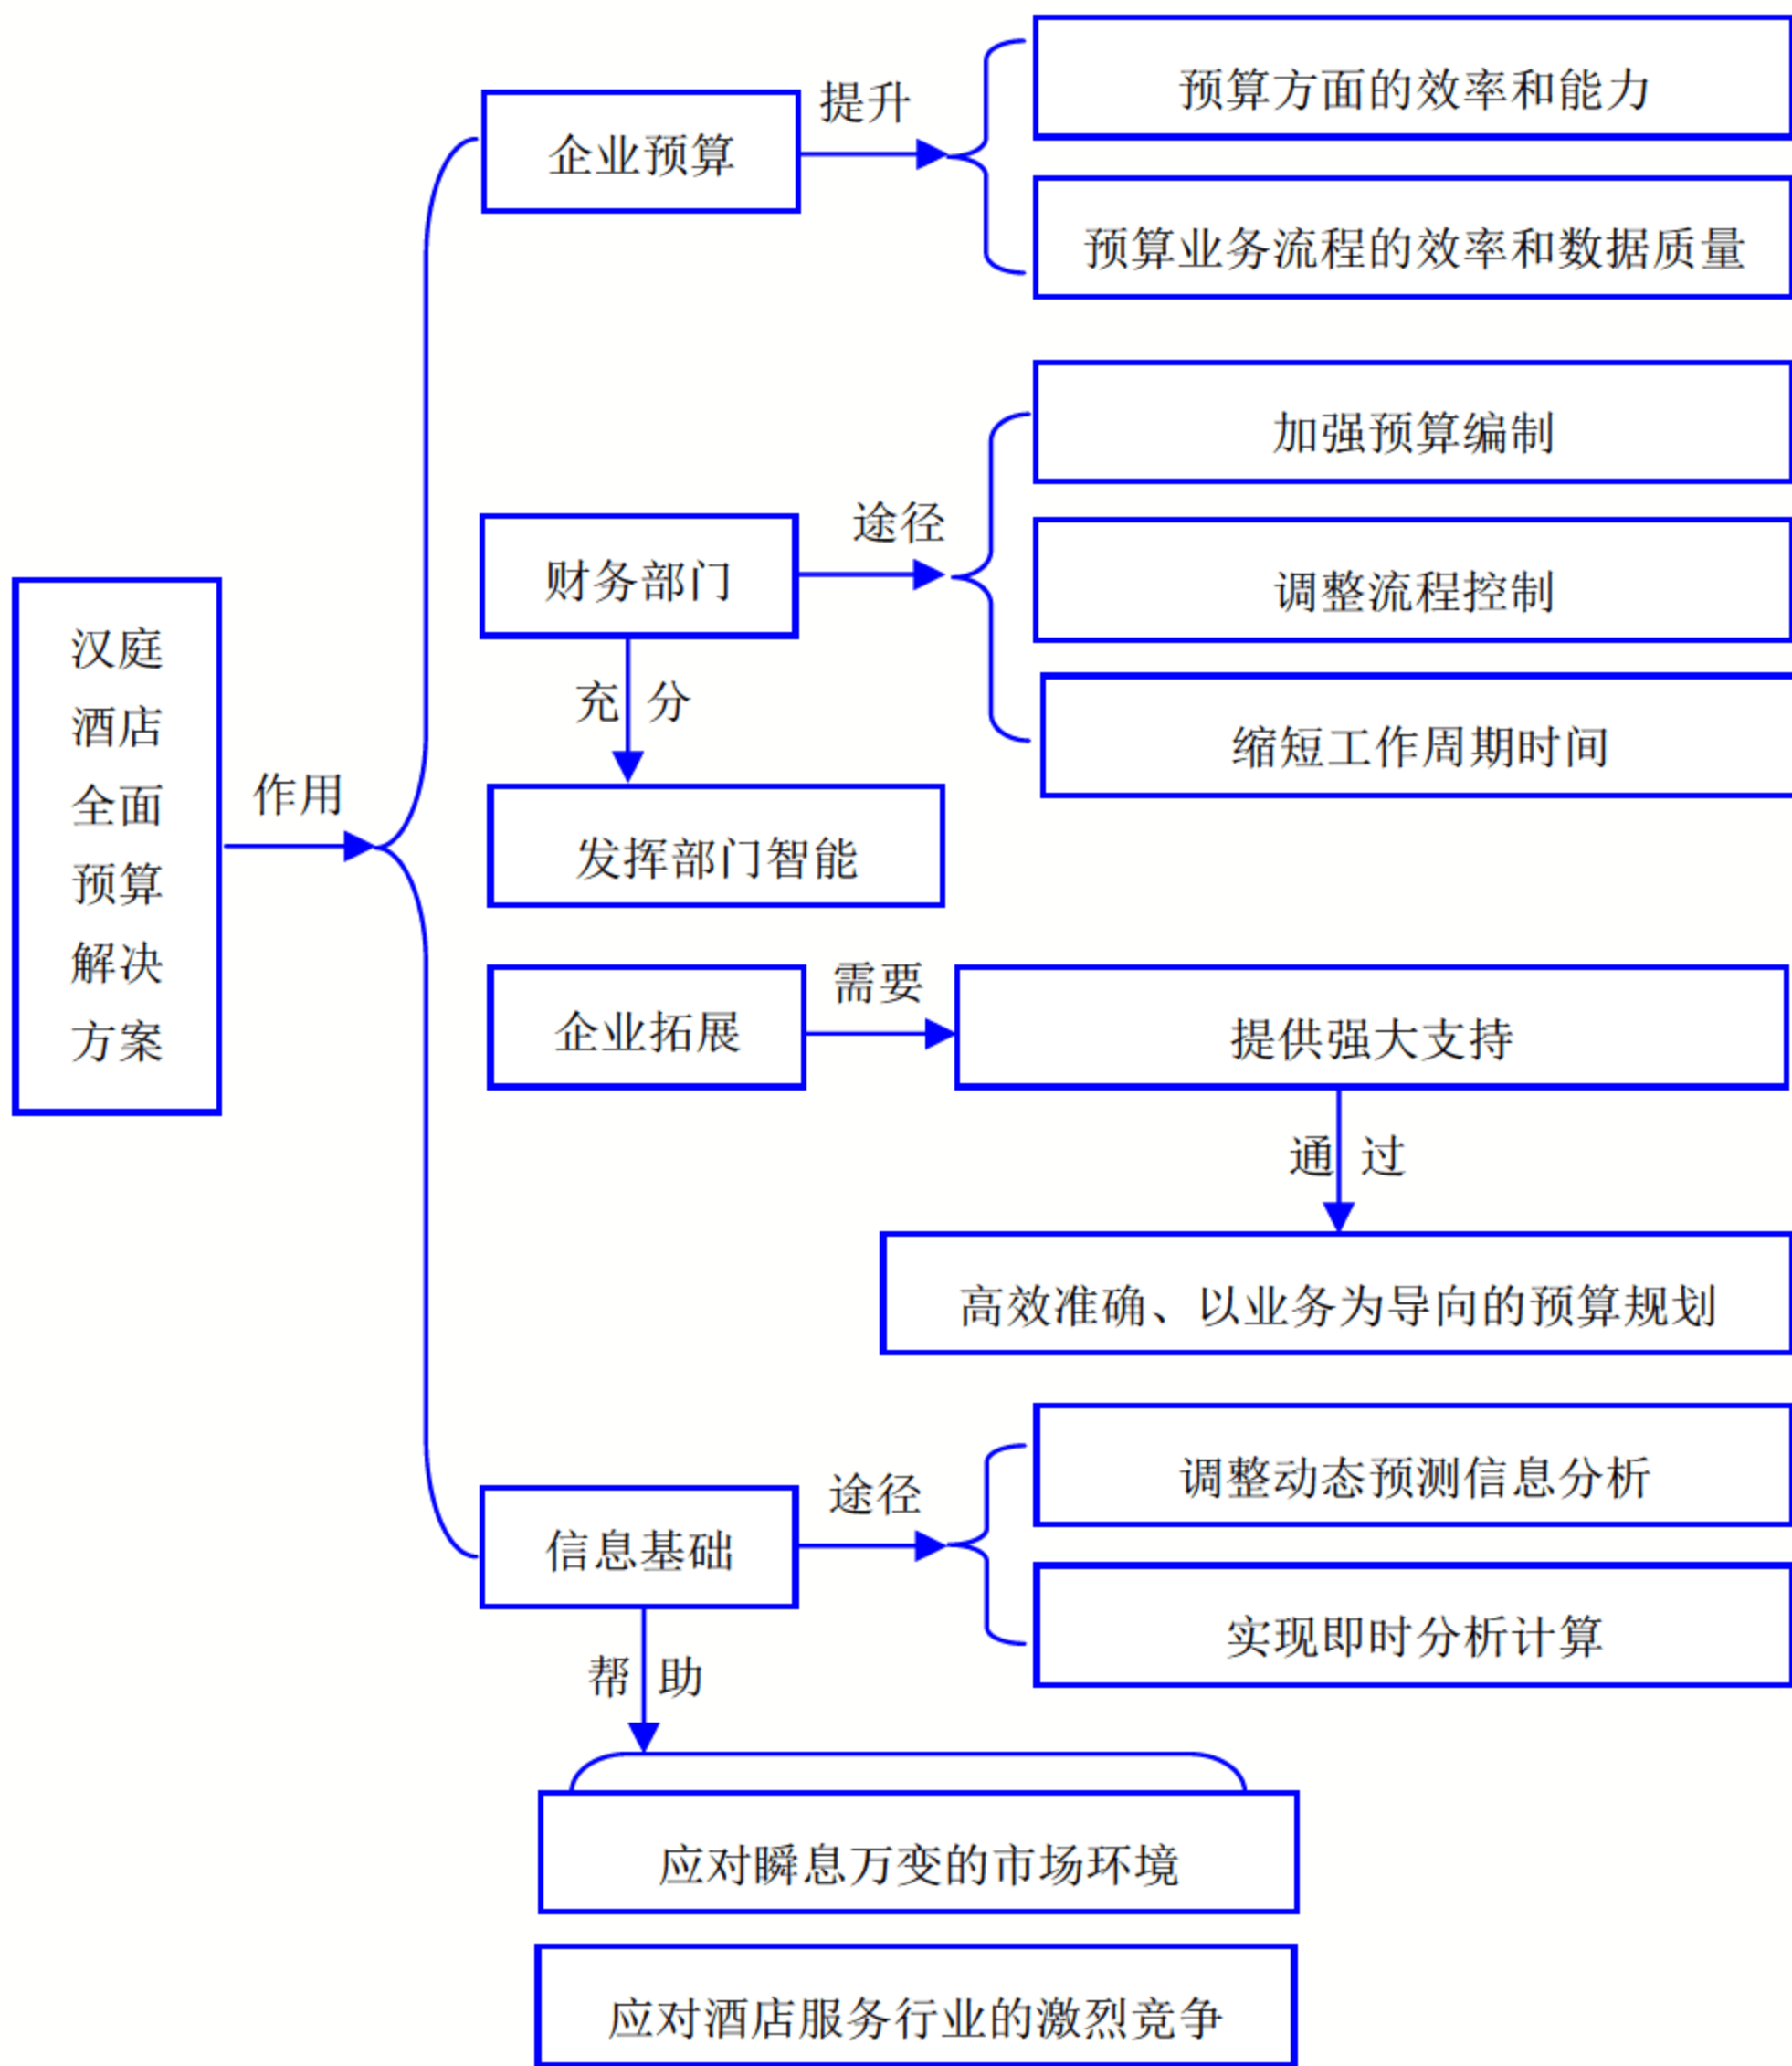 汉庭
酒店
全面
预算
解决
方案
作用
企业预算
提升
预算方面的效率和能力
预算业务流程的效率和数据质量
财务部门
途径
加强预算编制
调整流程控制
缩短工作周期时间
充 分
发挥部门智能
企业拓展
需要
提供强大支持
通 过
高效准确、以业务为导向的预算规划
信息基础
途径
调整动态预测信息分析
实现即时分析计算
帮 助
应对瞬息万变的市场环境
应对酒店服务行业的激烈竞争